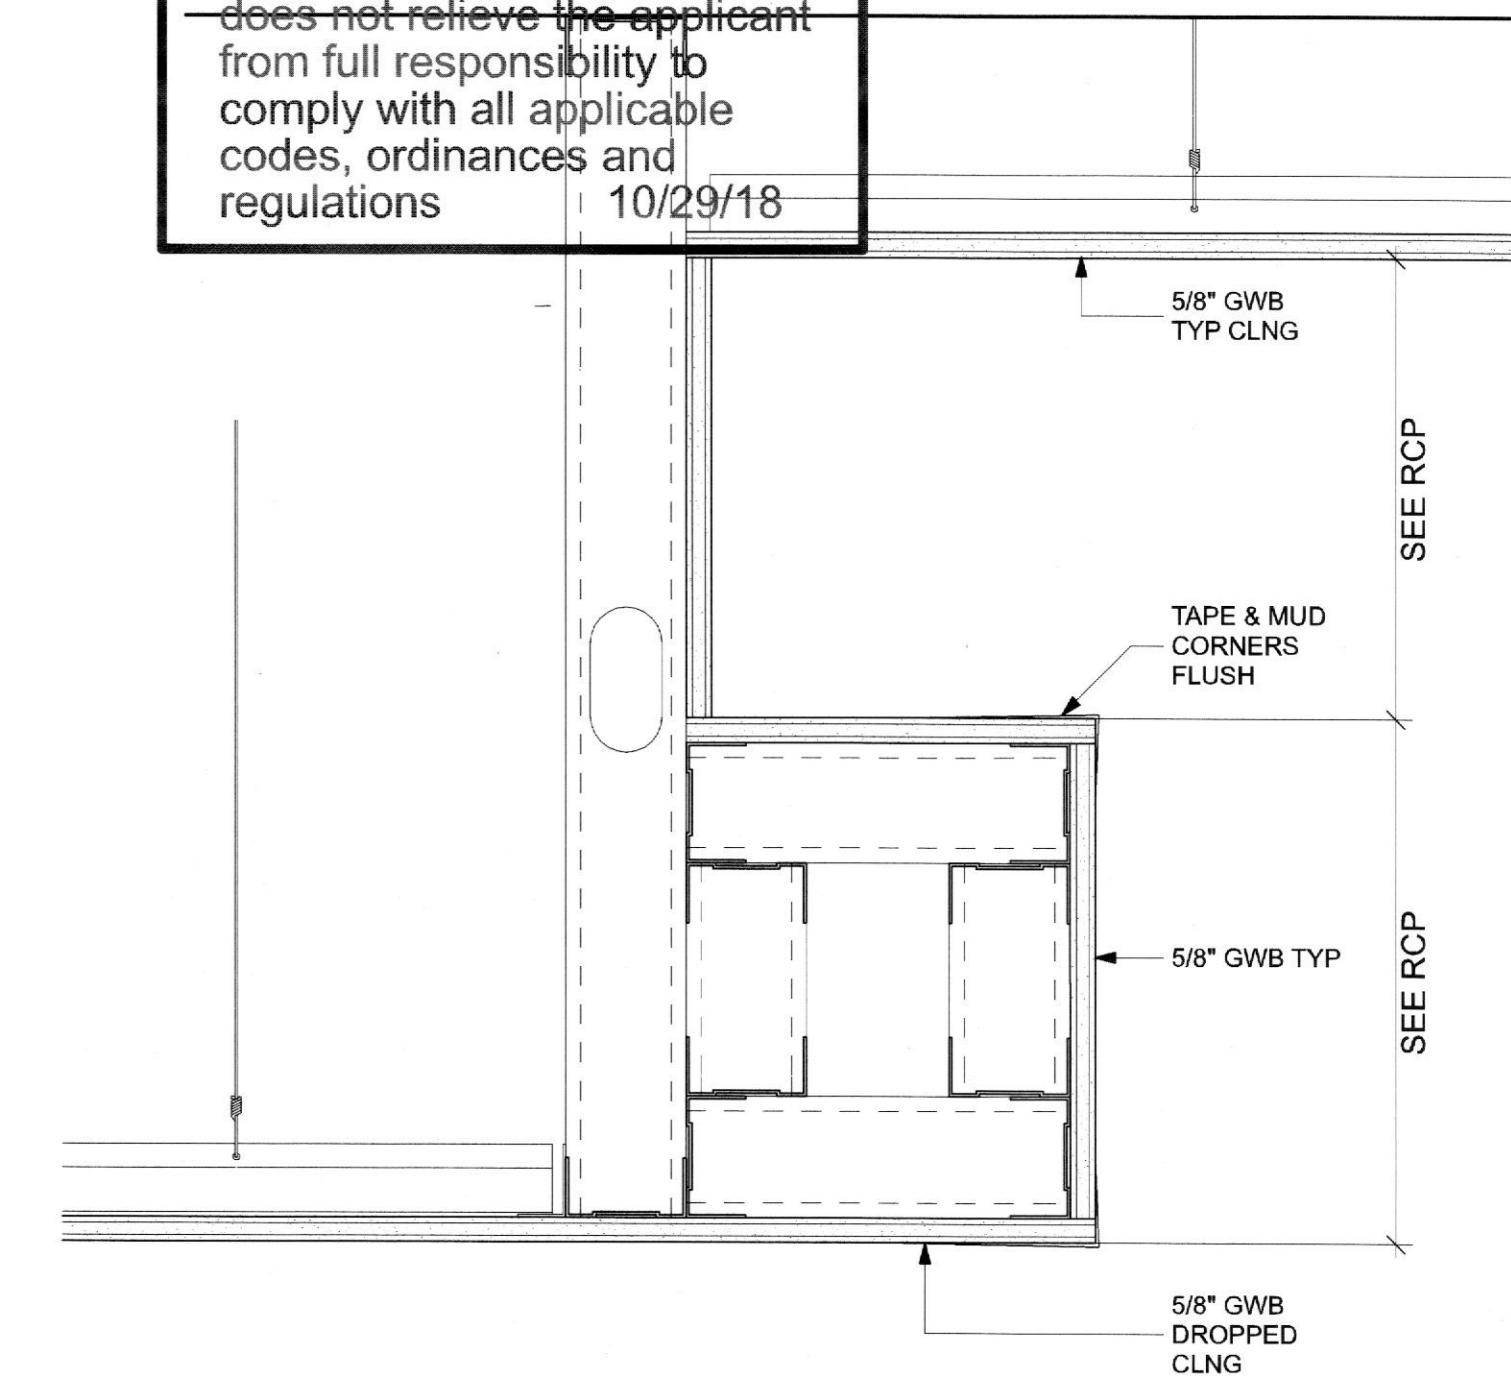 does not relieve the applicant
from full responsibility to
comply with all applicable
codes, ordinances and
regulations 10/29/18
5/8" GWB
TYP CLNG
SEE RCP
TAPE & MUD
CORNERS
FLUSH
5/8" GWB TYP
SEE RCP
5/8" GWB
DROPPED
CLNG